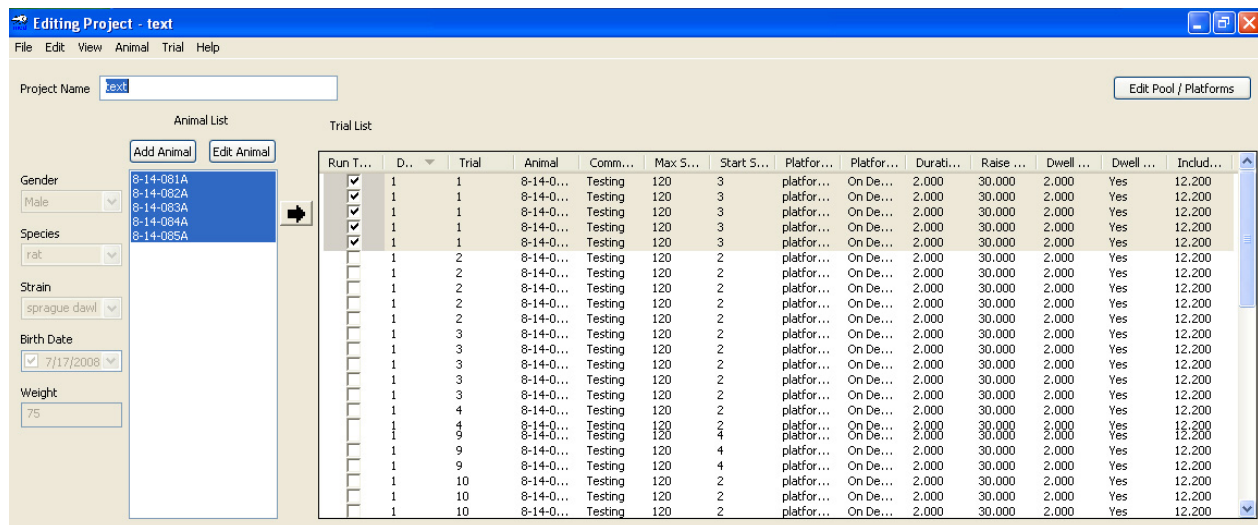 Editing Project - text
File Edit View Animal Trial Help
Project Name text
Edit Pool / Platforms
Animal List
Trial List
Add Animal Edit Animal
Gender
Male
Species
rat
Strain
sprague dawl
Birth Date
7/17/2008
Weight
75
8-14-081A
8-14-082A
8-14-083A
8-14-084A
8-14-085A
Run T... D... Trial Animal Comm... Max S... Start S... Platfor... Platfor... Durati... Raise ... Dwell ... Dwell ... Includ...
1 1 8-14-0... Testing 120 3 platfor... On De... 2.000 30.000 2.000 Yes 12.200
1 1 8-14-0... Testing 120 3 platfor... On De... 2.000 30.000 2.000 Yes 12.200
1 1 8-14-0... Testing 120 3 platfor... On De... 2.000 30.000 2.000 Yes 12.200
1 1 8-14-0... Testing 120 3 platfor... On De... 2.000 30.000 2.000 Yes 12.200
1 1 8-14-0... Testing 120 3 platfor... On De... 2.000 30.000 2.000 Yes 12.200
1 2 8-14-0... Testing 120 2 platfor... On De... 2.000 30.000 2.000 Yes 12.200
1 2 8-14-0... Testing 120 2 platfor... On De... 2.000 30.000 2.000 Yes 12.200
1 2 8-14-0... Testing 120 2 platfor... On De... 2.000 30.000 2.000 Yes 12.200
1 2 8-14-0... Testing 120 2 platfor... On De... 2.000 30.000 2.000 Yes 12.200
1 2 8-14-0... Testing 120 2 platfor... On De... 2.000 30.000 2.000 Yes 12.200
1 3 8-14-0... Testing 120 2 platfor... On De... 2.000 30.000 2.000 Yes 12.200
1 3 8-14-0... Testing 120 2 platfor... On De... 2.000 30.000 2.000 Yes 12.200
1 3 8-14-0... Testing 120 2 platfor... On De... 2.000 30.000 2.000 Yes 12.200
1 3 8-14-0... Testing 120 2 platfor... On De... 2.000 30.000 2.000 Yes 12.200
1 3 8-14-0... Testing 120 2 platfor... On De... 2.000 30.000 2.000 Yes 12.200
1 4 8-14-0... Testing 120 2 platfor... On De... 2.000 30.000 2.000 Yes 12.200
1 4 8-14-0... Testing 120 2 platfor... On De... 2.000 30.000 2.000 Yes 12.200
1 9 8-14-0... Testing 120 4 platfor... On De... 2.000 30.000 2.000 Yes 12.200
1 9 8-14-0... Testing 120 4 platfor... On De... 2.000 30.000 2.000 Yes 12.200
1 9 8-14-0... Testing 120 4 platfor... On De... 2.000 30.000 2.000 Yes 12.200
1 10 8-14-0... Testing 120 2 platfor... On De... 2.000 30.000 2.000 Yes 12.200
1 10 8-14-0... Testing 120 2 platfor... On De... 2.000 30.000 2.000 Yes 12.200
1 10 8-14-0... Testing 120 2 platfor... On De... 2.000 30.000 2.000 Yes 12.200